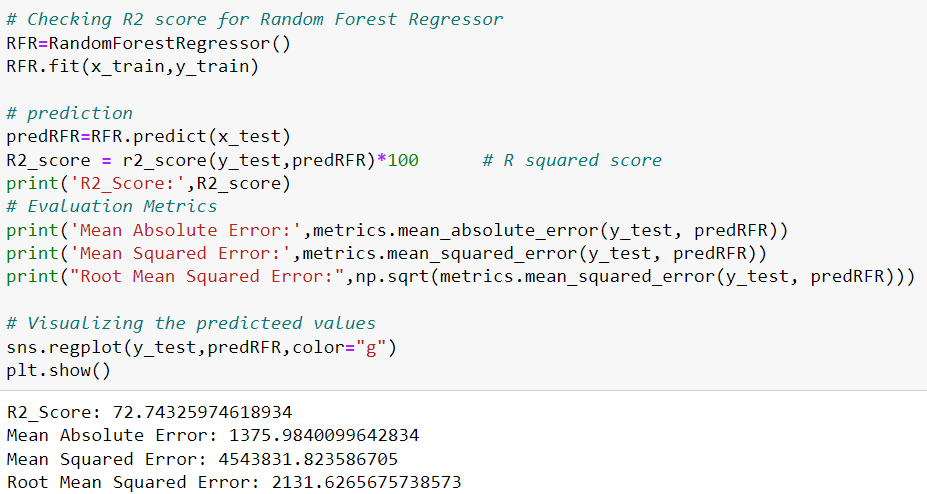 # Checking R2 score for Random Forest Regressor
RFR=RandomForestRegressor()
RFR.fit(x_train,y_train)
# prediction
predRFR=RFR.predict(x_test)
R2_score = r2_score(y_test,predRFR)*100      # R squared score
print('R2_Score:',R2_score)
# Evaluation Metrics
print('Mean Absolute Error:',metrics.mean_absolute_error(y_test, predRFR))
print('Mean Squared Error:',metrics.mean_squared_error(y_test, predRFR))
print("Root Mean Squared Error:",np.sqrt(metrics.mean_squared_error(y_test, predRFR)))
# Visualizing the predicteed values
sns.regplot(y_test,predRFR,color="g")
plt.show()
R2_Score: 72.74325974618934
Mean Absolute Error: 1375.9840099642834
Mean Squared Error: 4543831.823586705
Root Mean Squared Error: 2131.6265675738573